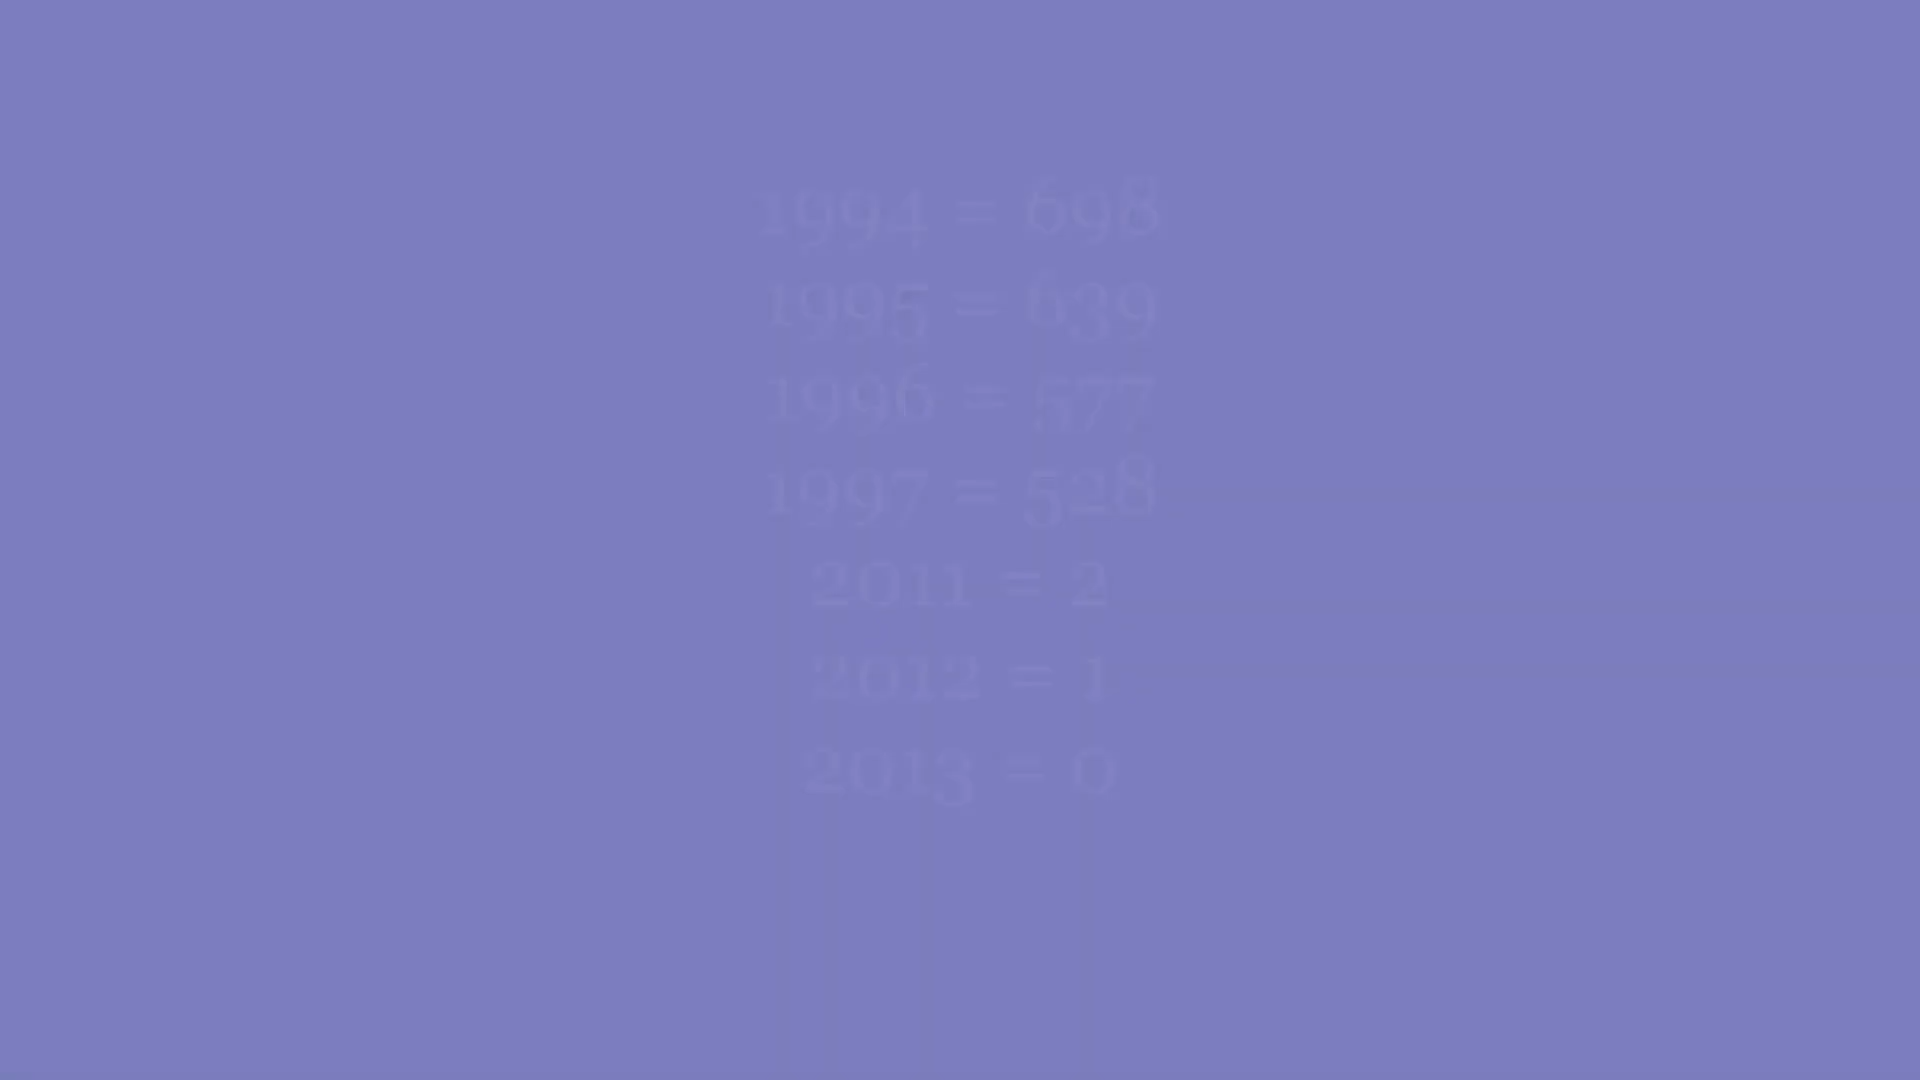 1994 = 698
1995 = 639
1996 = 577
1997 = 528
2011 = 2
2012 = 1
2013 = 0